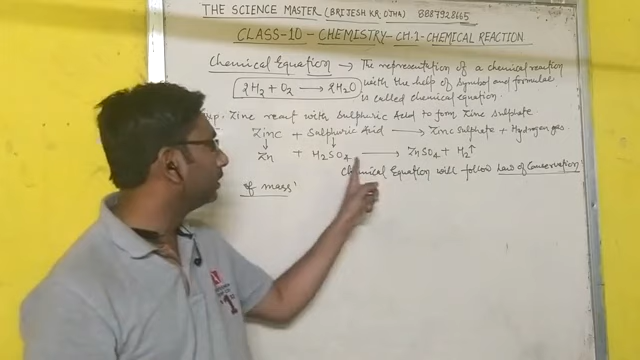 THE SCIENCE MASTER (BRIJESH KR. OJHA) 8887928665
CLASS-10 - CHEMISTRY - CH-1 - CHEMICAL REACTION
Chemical Equation → The representation of a chemical reaction
2H₂ + O₂ → 2H₂O with the help of symbol and formulae
is called chemical equation.
Zinc react with Sulphuric Acid to form Zinc Sulphate.
Zinc + Sulphuric Acid → Zinc Sulphate + Hydrogen gas.
↓ ↓
Zn + H₂SO₄ → ZnSO₄ + H₂↑
Chemical Equation will follow Law of Conservation
of mass'